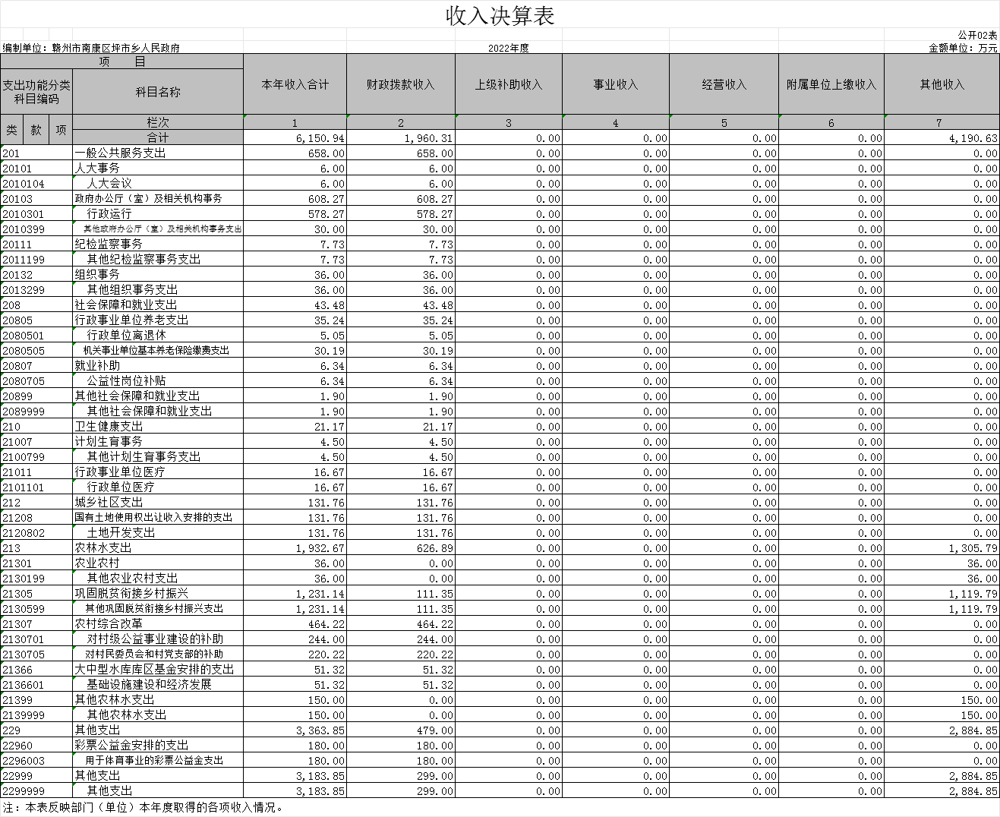 收入决算表
公开02表
编制单位：赣州市南康区坪市乡人民政府 2022年度 金额单位：万元
项 目 本年收入合计 财政拨款收入 上级补助收入 事业收入 经营收入 附属单位上缴收入 其他收入
支出功能分类科目编码 科目名称
类 款 项 栏次 1 2 3 4 5 6 7
合计 6,150.94 1,960.31 0.00 0.00 0.00 0.00 4,190.63
201 一般公共服务支出 658.00 658.00 0.00 0.00 0.00 0.00 0.00
20101 人大事务 6.00 6.00 0.00 0.00 0.00 0.00 0.00
2010104 人大会议 6.00 6.00 0.00 0.00 0.00 0.00 0.00
20103 政府办公厅（室）及相关机构事务 608.27 608.27 0.00 0.00 0.00 0.00 0.00
2010301 行政运行 578.27 578.27 0.00 0.00 0.00 0.00 0.00
2010399 其他政府办公厅（室）及相关机构事务支出 30.00 30.00 0.00 0.00 0.00 0.00 0.00
20111 纪检监察事务 7.73 7.73 0.00 0.00 0.00 0.00 0.00
2011199 其他纪检监察事务支出 7.73 7.73 0.00 0.00 0.00 0.00 0.00
20132 组织事务 36.00 36.00 0.00 0.00 0.00 0.00 0.00
2013299 其他组织事务支出 36.00 36.00 0.00 0.00 0.00 0.00 0.00
208 社会保障和就业支出 43.48 43.48 0.00 0.00 0.00 0.00 0.00
20805 行政事业单位养老支出 35.24 35.24 0.00 0.00 0.00 0.00 0.00
2080501 行政单位离退休 5.05 5.05 0.00 0.00 0.00 0.00 0.00
2080505 机关事业单位基本养老保险缴费支出 30.19 30.19 0.00 0.00 0.00 0.00 0.00
20807 就业补助 6.34 6.34 0.00 0.00 0.00 0.00 0.00
2080705 公益性岗位补贴 6.34 6.34 0.00 0.00 0.00 0.00 0.00
20899 其他社会保障和就业支出 1.90 1.90 0.00 0.00 0.00 0.00 0.00
2089999 其他社会保障和就业支出 1.90 1.90 0.00 0.00 0.00 0.00 0.00
210 卫生健康支出 21.17 21.17 0.00 0.00 0.00 0.00 0.00
21007 计划生育事务 4.50 4.50 0.00 0.00 0.00 0.00 0.00
2100799 其他计划生育事务支出 4.50 4.50 0.00 0.00 0.00 0.00 0.00
21011 行政事业单位医疗 16.67 16.67 0.00 0.00 0.00 0.00 0.00
2101101 行政单位医疗 16.67 16.67 0.00 0.00 0.00 0.00 0.00
212 城乡社区支出 131.76 131.76 0.00 0.00 0.00 0.00 0.00
21208 国有土地使用权出让收入安排的支出 131.76 131.76 0.00 0.00 0.00 0.00 0.00
2120802 土地开发支出 131.76 131.76 0.00 0.00 0.00 0.00 0.00
213 农林水支出 1,932.67 626.89 0.00 0.00 0.00 0.00 1,305.79
21301 农业农村 36.00 0.00 0.00 0.00 0.00 0.00 36.00
2130199 其他农业农村支出 36.00 0.00 0.00 0.00 0.00 0.00 36.00
21305 巩固脱贫衔接乡村振兴 1,231.14 111.35 0.00 0.00 0.00 0.00 1,119.79
2130599 其他巩固脱贫衔接乡村振兴支出 1,231.14 111.35 0.00 0.00 0.00 0.00 1,119.79
21307 农村综合改革 464.22 464.22 0.00 0.00 0.00 0.00 0.00
2130701 对村级公益事业建设的补助 244.00 244.00 0.00 0.00 0.00 0.00 0.00
2130705 对村民委员会和村党支部的补助 220.22 220.22 0.00 0.00 0.00 0.00 0.00
21366 大中型水库库区基金安排的支出 51.32 51.32 0.00 0.00 0.00 0.00 0.00
2136601 基础设施建设和经济发展 51.32 51.32 0.00 0.00 0.00 0.00 0.00
21399 其他农林水支出 150.00 0.00 0.00 0.00 0.00 0.00 150.00
2139999 其他农林水支出 150.00 0.00 0.00 0.00 0.00 0.00 150.00
229 其他支出 3,363.85 479.00 0.00 0.00 0.00 0.00 2,884.85
22960 彩票公益金安排的支出 180.00 180.00 0.00 0.00 0.00 0.00 0.00
2296003 用于体育事业的彩票公益金支出 180.00 180.00 0.00 0.00 0.00 0.00 0.00
22999 其他支出 3,183.85 299.00 0.00 0.00 0.00 0.00 2,884.85
2299999 其他支出 3,183.85 299.00 0.00 0.00 0.00 0.00 2,884.85
注：本表反映部门（单位）本年度取得的各项收入情况。